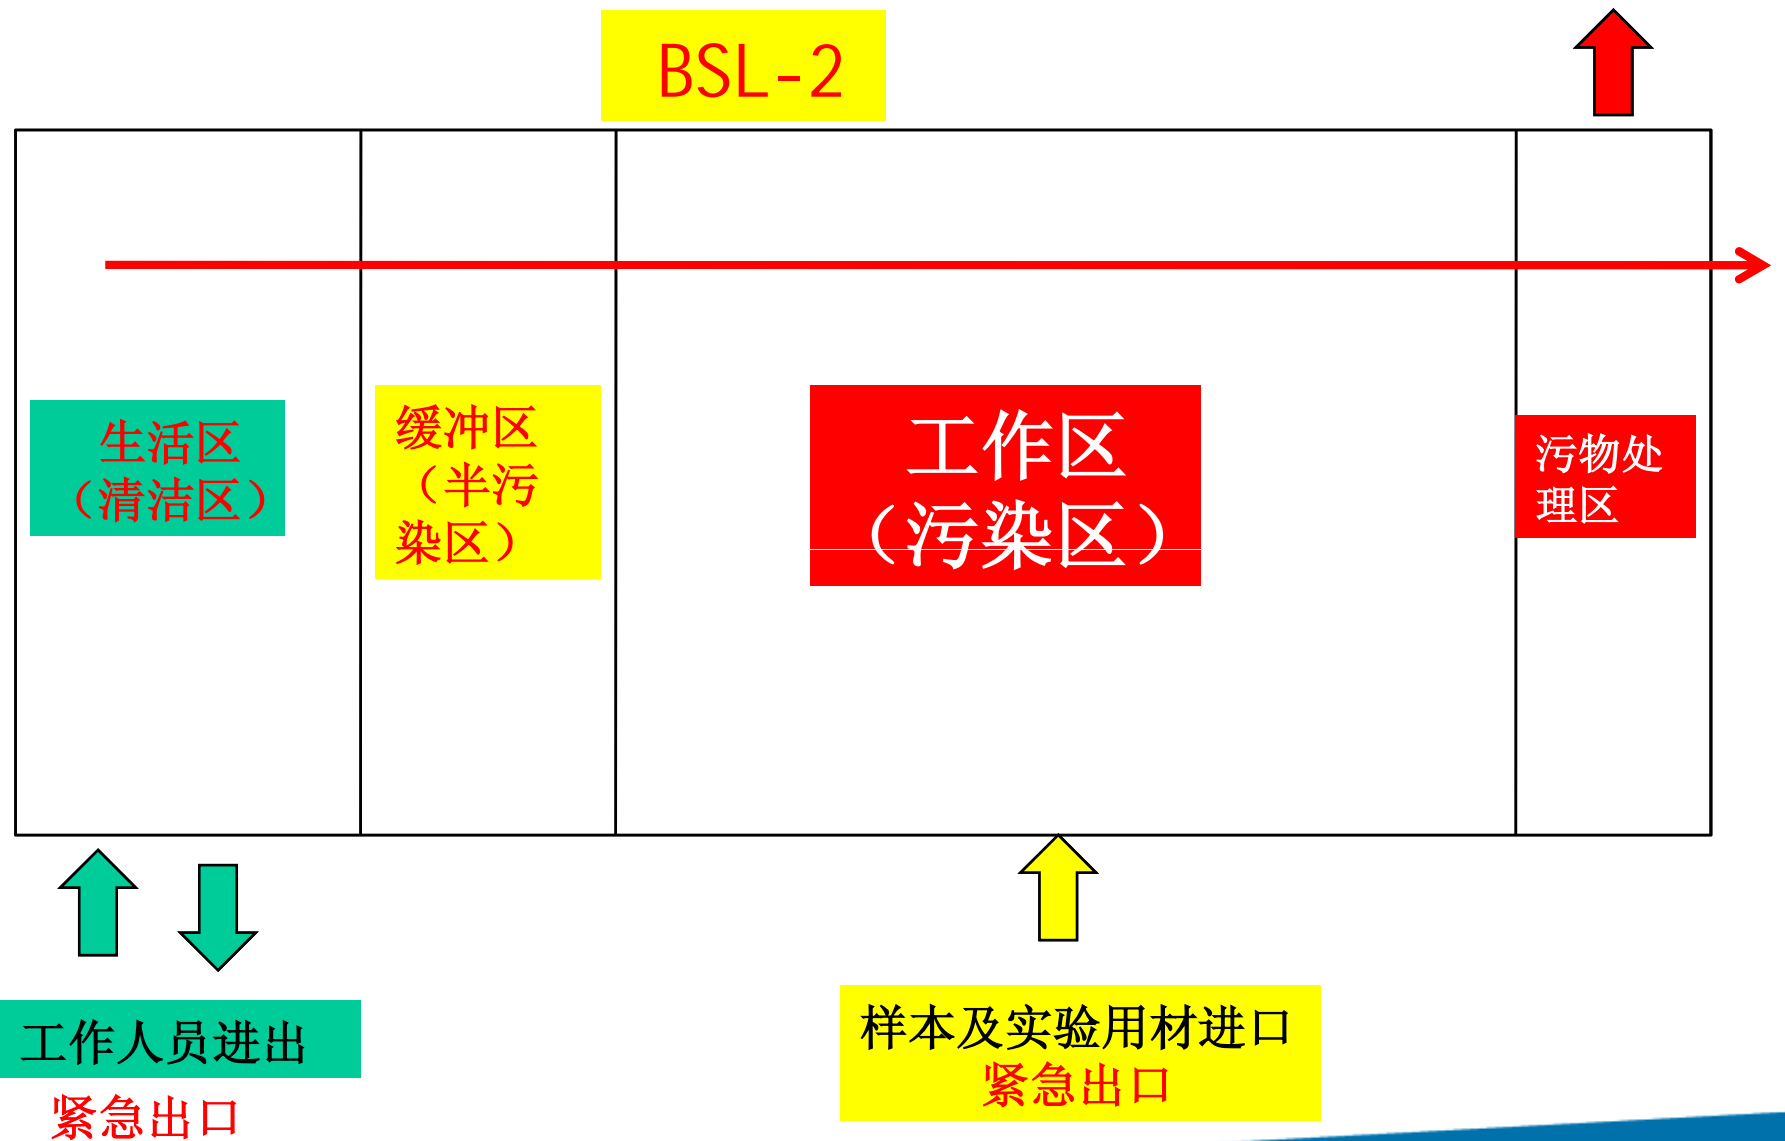 BSL-2
生活区
（清洁区）
缓冲区
（半污
染区）
工作区
（污染区）
污物处
理区
工作人员进出
紧急出口
样本及实验用材进口
紧急出口